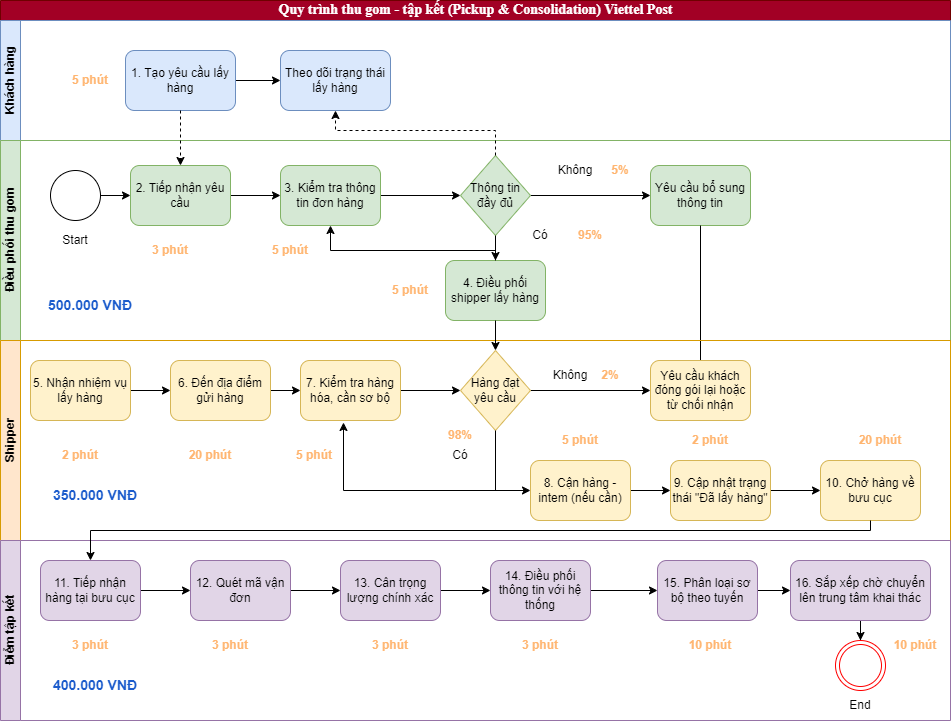 Quy trình thu gom - tập kết (Pickup & Consolidation) Viettel Post
Khách hàng
5 phút
1. Tạo yêu cầu lấy
hàng
Theo dõi trạng thái
lấy hàng
Điều phối thu gom
Start
2. Tiếp nhận yêu
cầu
3 phút
3. Kiểm tra thông
tin đơn hàng
5 phút
Thông tin
đầy đủ
Không
5%
Yêu cầu bổ sung
thông tin
Có
95%
5 phút
4. Điều phối
shipper lấy hàng
500.000 VNĐ
Shipper
5. Nhận nhiệm vụ
lấy hàng
2 phút
6. Đến địa điểm
gửi hàng
20 phút
7. Kiểm tra hàng
hóa, cần sơ bộ
5 phút
Hàng đạt
yêu cầu
Không
2%
Yêu cầu khách
đóng gói lại hoặc
từ chối nhận
98%
Có
5 phút
2 phút
20 phút
8. Cận hàng -
intem (nếu cần)
9. Cập nhật trạng
thái "Đã lấy hàng"
10. Chở hàng về
bưu cục
350.000 VNĐ
Điểm tập kết
11. Tiếp nhận
hàng tại bưu cục
3 phút
12. Quét mã vận
đơn
3 phút
13. Cân trọng
lượng chính xác
3 phút
14. Điều phối
thông tin với hệ
thống
3 phút
15. Phân loại sơ
bộ theo tuyến
10 phút
16. Sắp xếp chờ chuyển
lên trung tâm khai thác
10 phút
400.000 VNĐ
End